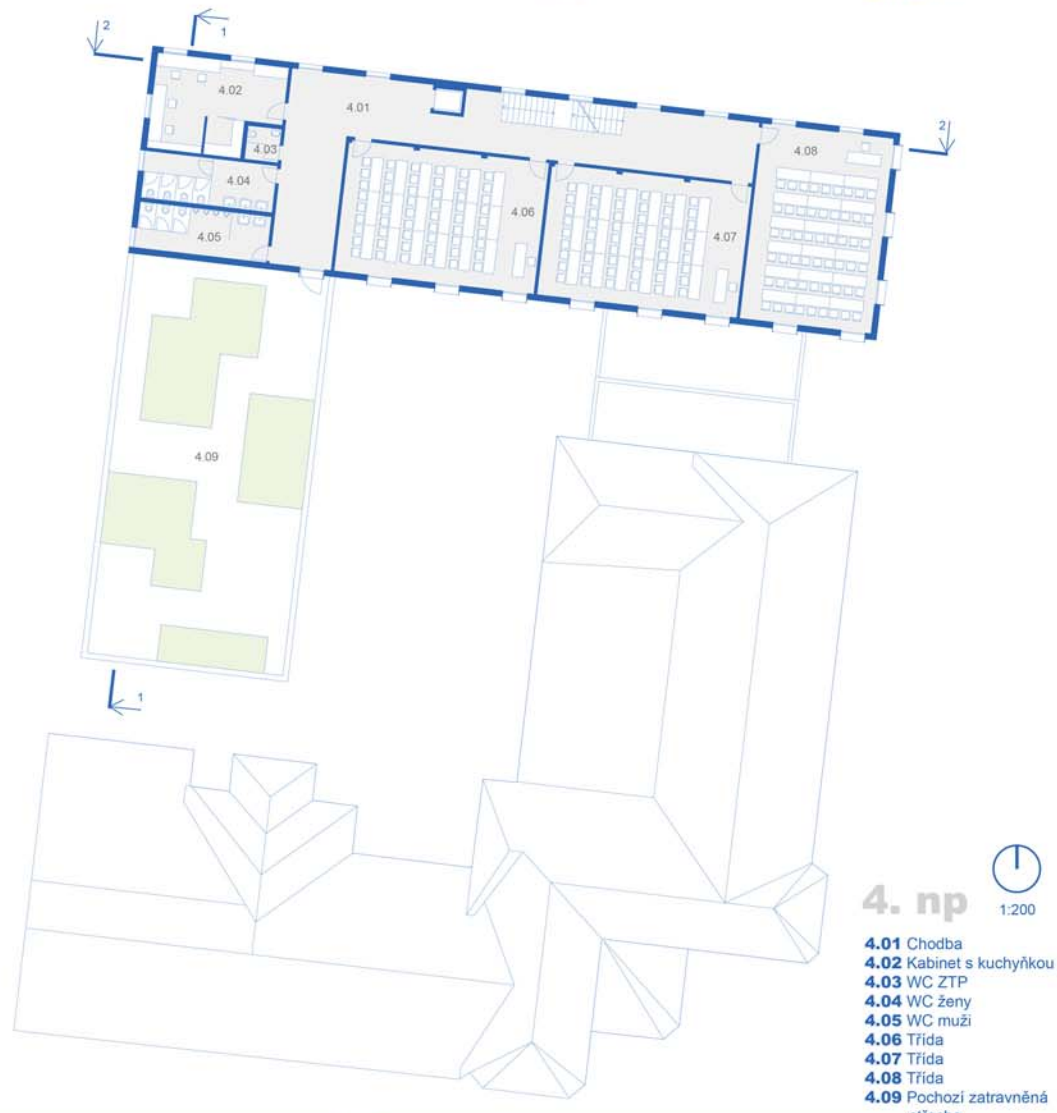 2
1
4.02
4.01
4.03
4.04
4.05
4.06
4.07
4.08
2
4.09
1
4. np
1:200
4.01 Chodba
4.02 Kabinet s kuchyňkou
4.03 WC ZTP
4.04 WC ženy
4.05 WC muži
4.06 Třída
4.07 Třída
4.08 Třída
4.09 Pochozí zatravněná